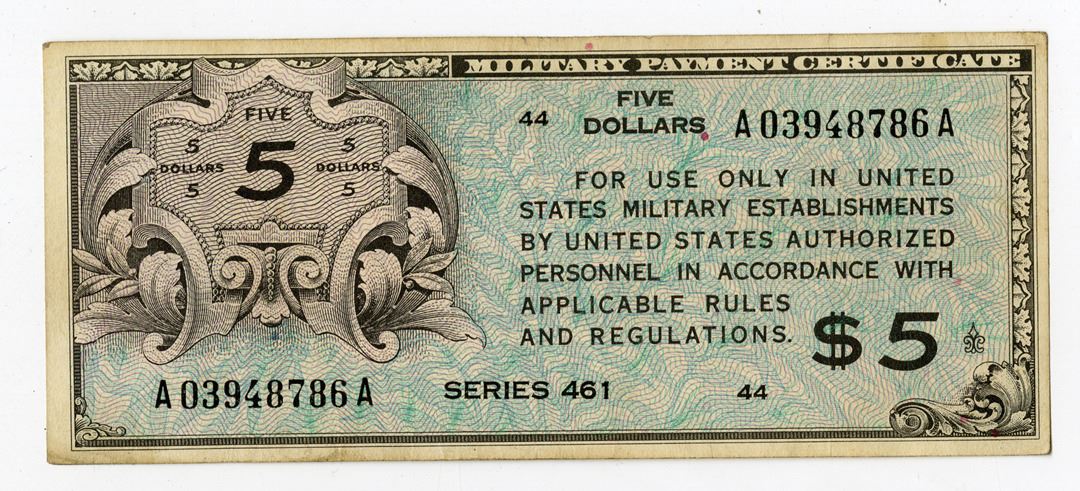 MILITARY PAYMENT CERTIFICATE
FIVE
5 5
DOLLARS 5 DOLLARS
5 5
44 FIVE DOLLARS A03948786A
FOR USE ONLY IN UNITED
STATES MILITARY ESTABLISHMENTS
BY UNITED STATES AUTHORIZED
PERSONNEL IN ACCORDANCE WITH
APPLICABLE RULES
AND REGULATIONS.
$5
A03948786A SERIES 461 44